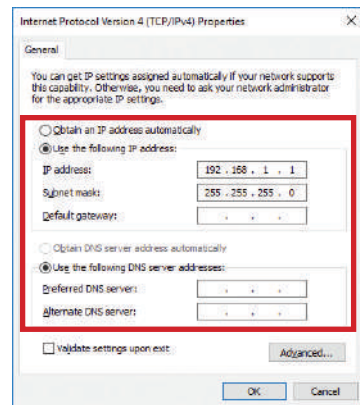 Internet Protocol Version 4 (TCP/IPv4) Properties
General
You can get IP settings assigned automatically if your network supports
this capability. Otherwise, you need to ask your network administrator
for the appropriate IP settings.
Obtain an IP address automatically
Use the following IP address:
IP address: 192 . 168 . 1 . 1
Subnet mask: 255 . 255 . 255 . 0
Default gateway: . . .
Obtain DNS server address automatically
Use the following DNS server addresses:
Preferred DNS server: . . .
Alternate DNS server: . . .
Validate settings upon exit
Advanced...
OK Cancel